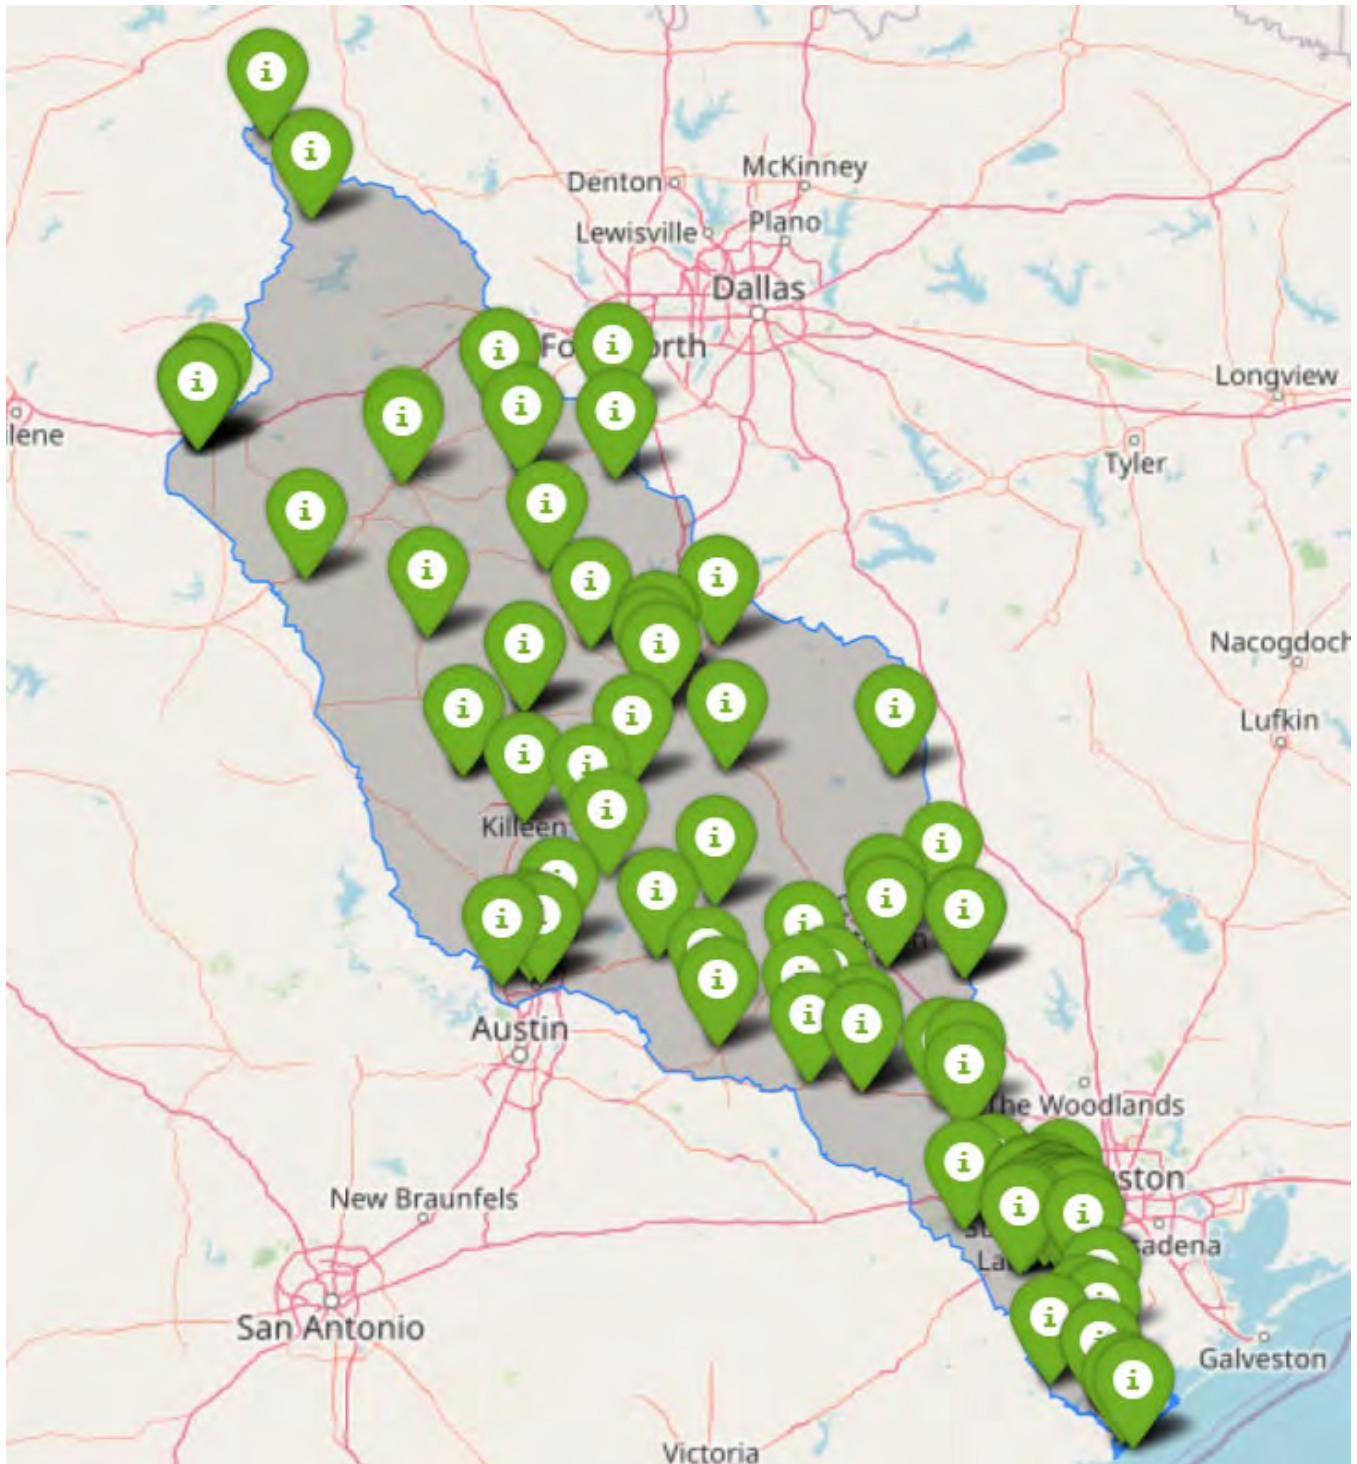 McKinney
Denton
Plano
Lewisville
Dallas
Longview
Tyler
Nacogdoch
Lufkin
Killeen
Austin
The Woodlands
New Braunfels
San Antonio
Galveston
Victoria